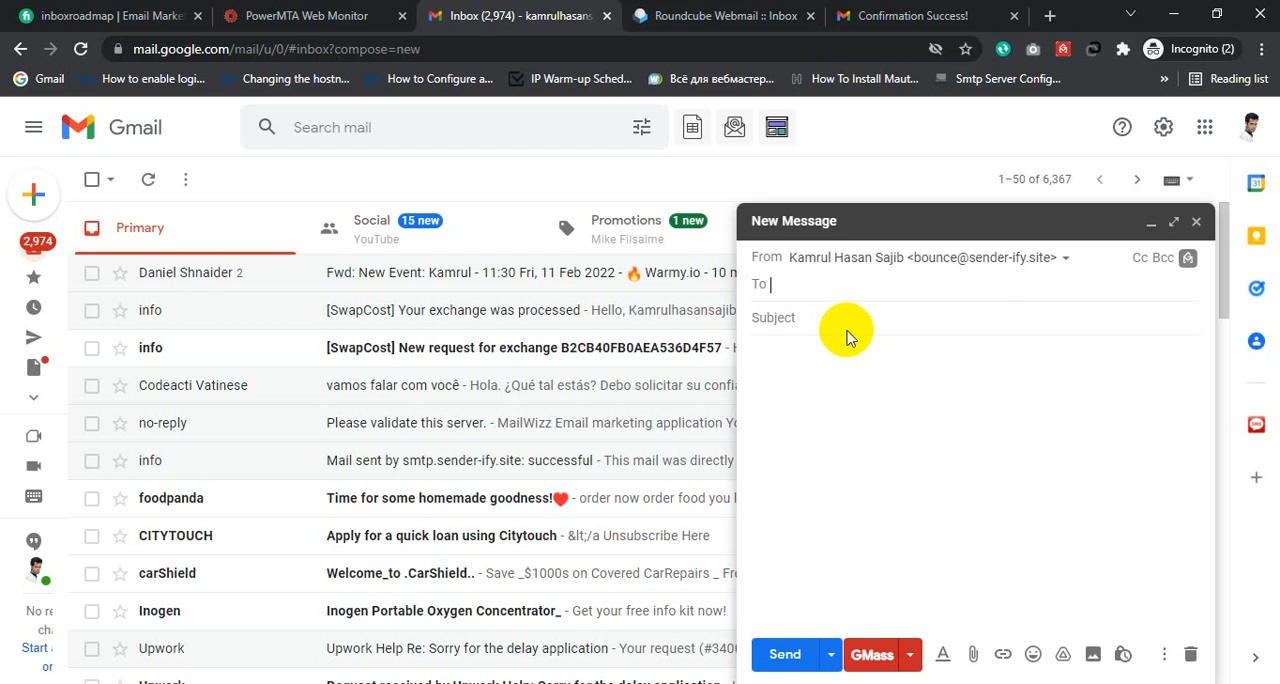 inboxroadmap | Email Marke
PowerMTA Web Monitor
Inbox (2,974) - kamrulhasans
Roundcube Webmail :: Inbox
Confirmation Success!
mail.google.com/mail/u/0/#inbox?compose=new
Incognito (2)
Gmail
How to enable logi...
Changing the hostn...
How to Configure a...
IP Warm-up Sched...
Всё для вебмастер...
How To Install Maut...
Smtp Server Config...
»
Reading list
Gmail
Search mail
1–50 of 6,367
2,974
Primary
Social 15 new
YouTube
Promotions 1 new
Mike Filsaime
Daniel Shnaider 2 Fwd: New Event: Kamrul - 11:30 Fri, 11 Feb 2022 - 🔥 Warmy.io - 10 m
info [SwapCost] Your exchange was processed - Hello, Kamrulhasansajib
info [SwapCost] New request for exchange B2CB40FB0AEA536D4F57 - H
Codeacti Vatinese vamos falar com você - Hola. ¿Qué tal estás? Debo solicitar su confia
no-reply Please validate this server. - MailWizz Email marketing application Yo
info Mail sent by smtp.sender-ify.site: successful - This mail was directly
foodpanda Time for some homemade goodness!❤️ - order now order food you l
CITYTOUCH Apply for a quick loan using Citytouch - &lt;/a Unsubscribe Here
carShield Welcome_to .CarShield.. - Save _$1000s on Covered CarRepairs _ Fre
Inogen Inogen Portable Oxygen Concentrator_ - Get your free info kit now!
Upwork Upwork Help Re: Sorry for the delay application - Your request (#3406
No re
ch
Start
or
New Message
From Kamrul Hasan Sajib <bounce@sender-ify.site>
Cc Bcc
To
Subject
Send
GMass